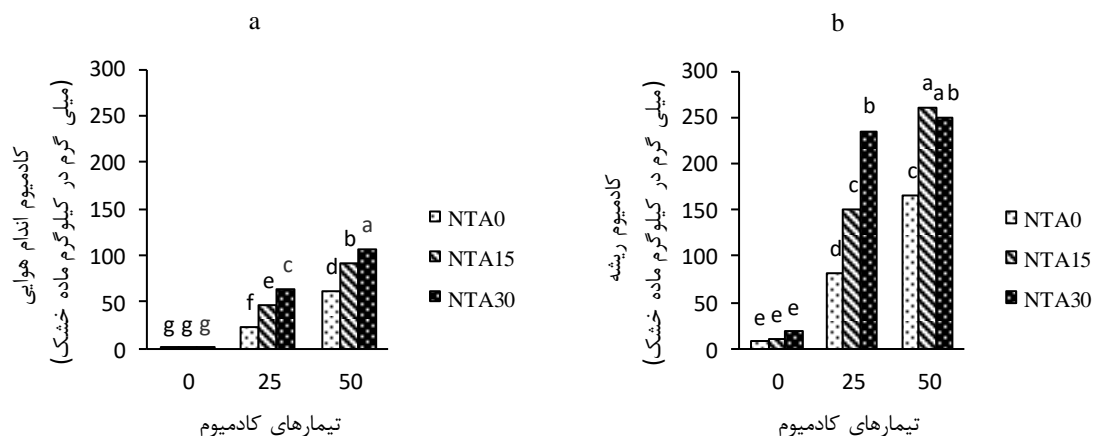 a
کادمیوم اندام هوایی
(میلی گرم در کیلوگرم ماده خشک)
300
250
200
150
100
50
0
g g g
f e c
d b a
0 25 50
تیمارهای کادمیوم
NTA0
NTA15
NTA30
b
کادمیوم ریشه
(میلی گرم در کیلوگرم ماده خشک)
300
250
200
150
100
50
0
e e e
d c b
c a ab
0 25 50
تیمارهای کادمیوم
NTA0
NTA15
NTA30